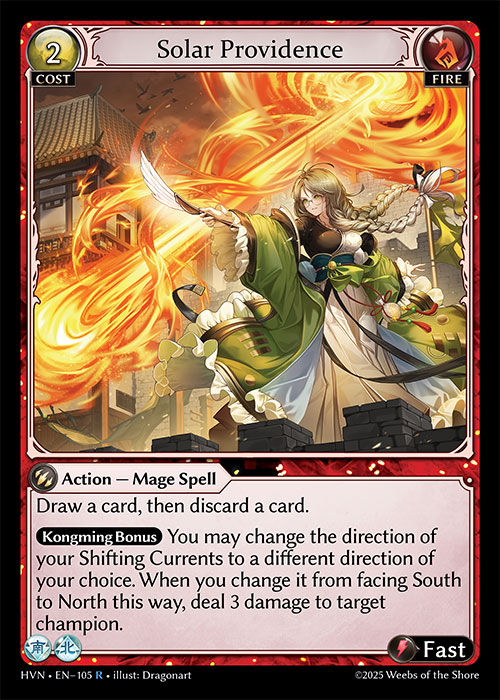 2
Solar Providence
COST
FIRE
Action — Mage Spell
Draw a card, then discard a card.
Kongming Bonus You may change the direction of
your Shifting Currents to a different direction of
your choice. When you change it from facing South
to North this way, deal 3 damage to target
champion.
南 北
Fast
HVN • EN-105 R • illust: Dragonart
©2025 Weebs of the Shore